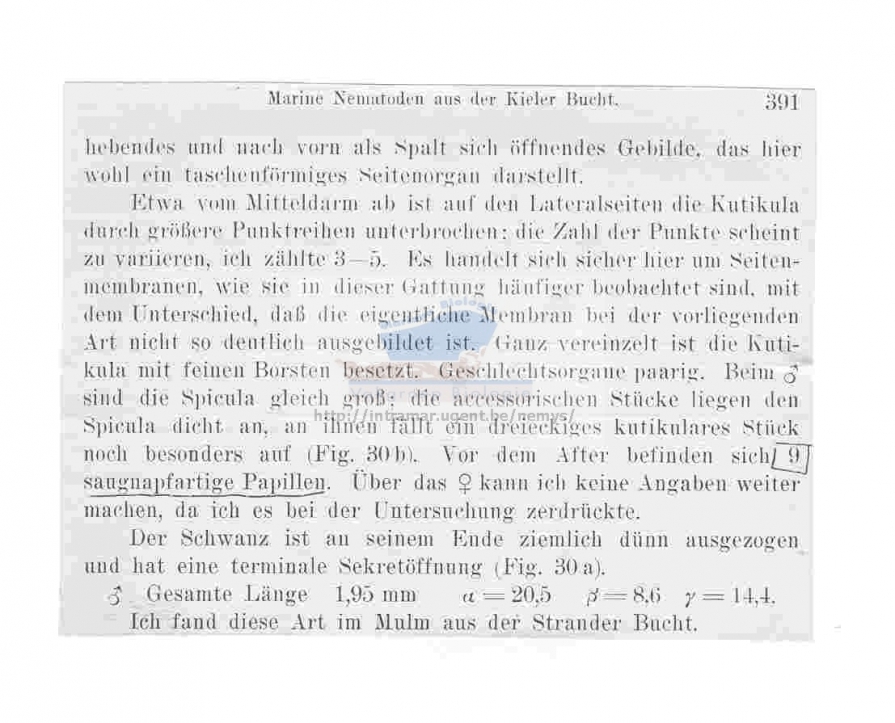 Marine Nematoden aus der Kieler Bucht. 391
hebendes und nach vorn als Spalt sich öffnendes Gebilde, das hier
wohl ein taschenförmiges Seitenorgan darstellt.
Etwa vom Mitteldarm ab ist auf den Lateralseiten die Kutikula
durch größere Punktreihen unterbrochen; die Zahl der Punkte scheint
zu variieren, ich zählte 3—5. Es handelt sich sicher hier um Seiten-
membranen, wie sie in dieser Gattung häufiger beobachtet sind, mit
dem Unterschied, daß die eigentliche Membran bei der vorliegenden
Art nicht so deutlich ausgebildet ist. Ganz vereinzelt ist die Kuti-
kula mit feinen Borsten besetzt. Geschlechtsorgane paarig. Beim ♂
sind die Spicula gleich groß; die accessorischen Stücke liegen den
http://intramar.ugent.be/nemys/
Spicula dicht an, an ihnen fällt ein dreieckiges kutikulares Stück
noch besonders auf (Fig. 30 b). Vor dem After befinden sich 9
saugnapfartige Papillen. Über das ♀ kann ich keine Angaben weiter
machen, da ich es bei der Untersuchung zerdrückte.
Der Schwanz ist an seinem Ende ziemlich dünn ausgezogen
und hat eine terminale Sekretöffnung (Fig. 30 a).
♂ Gesamte Länge 1,95 mm α = 20,5 β = 8,6 γ = 14,4.
Ich fand diese Art im Mulm aus der Strander Bucht.